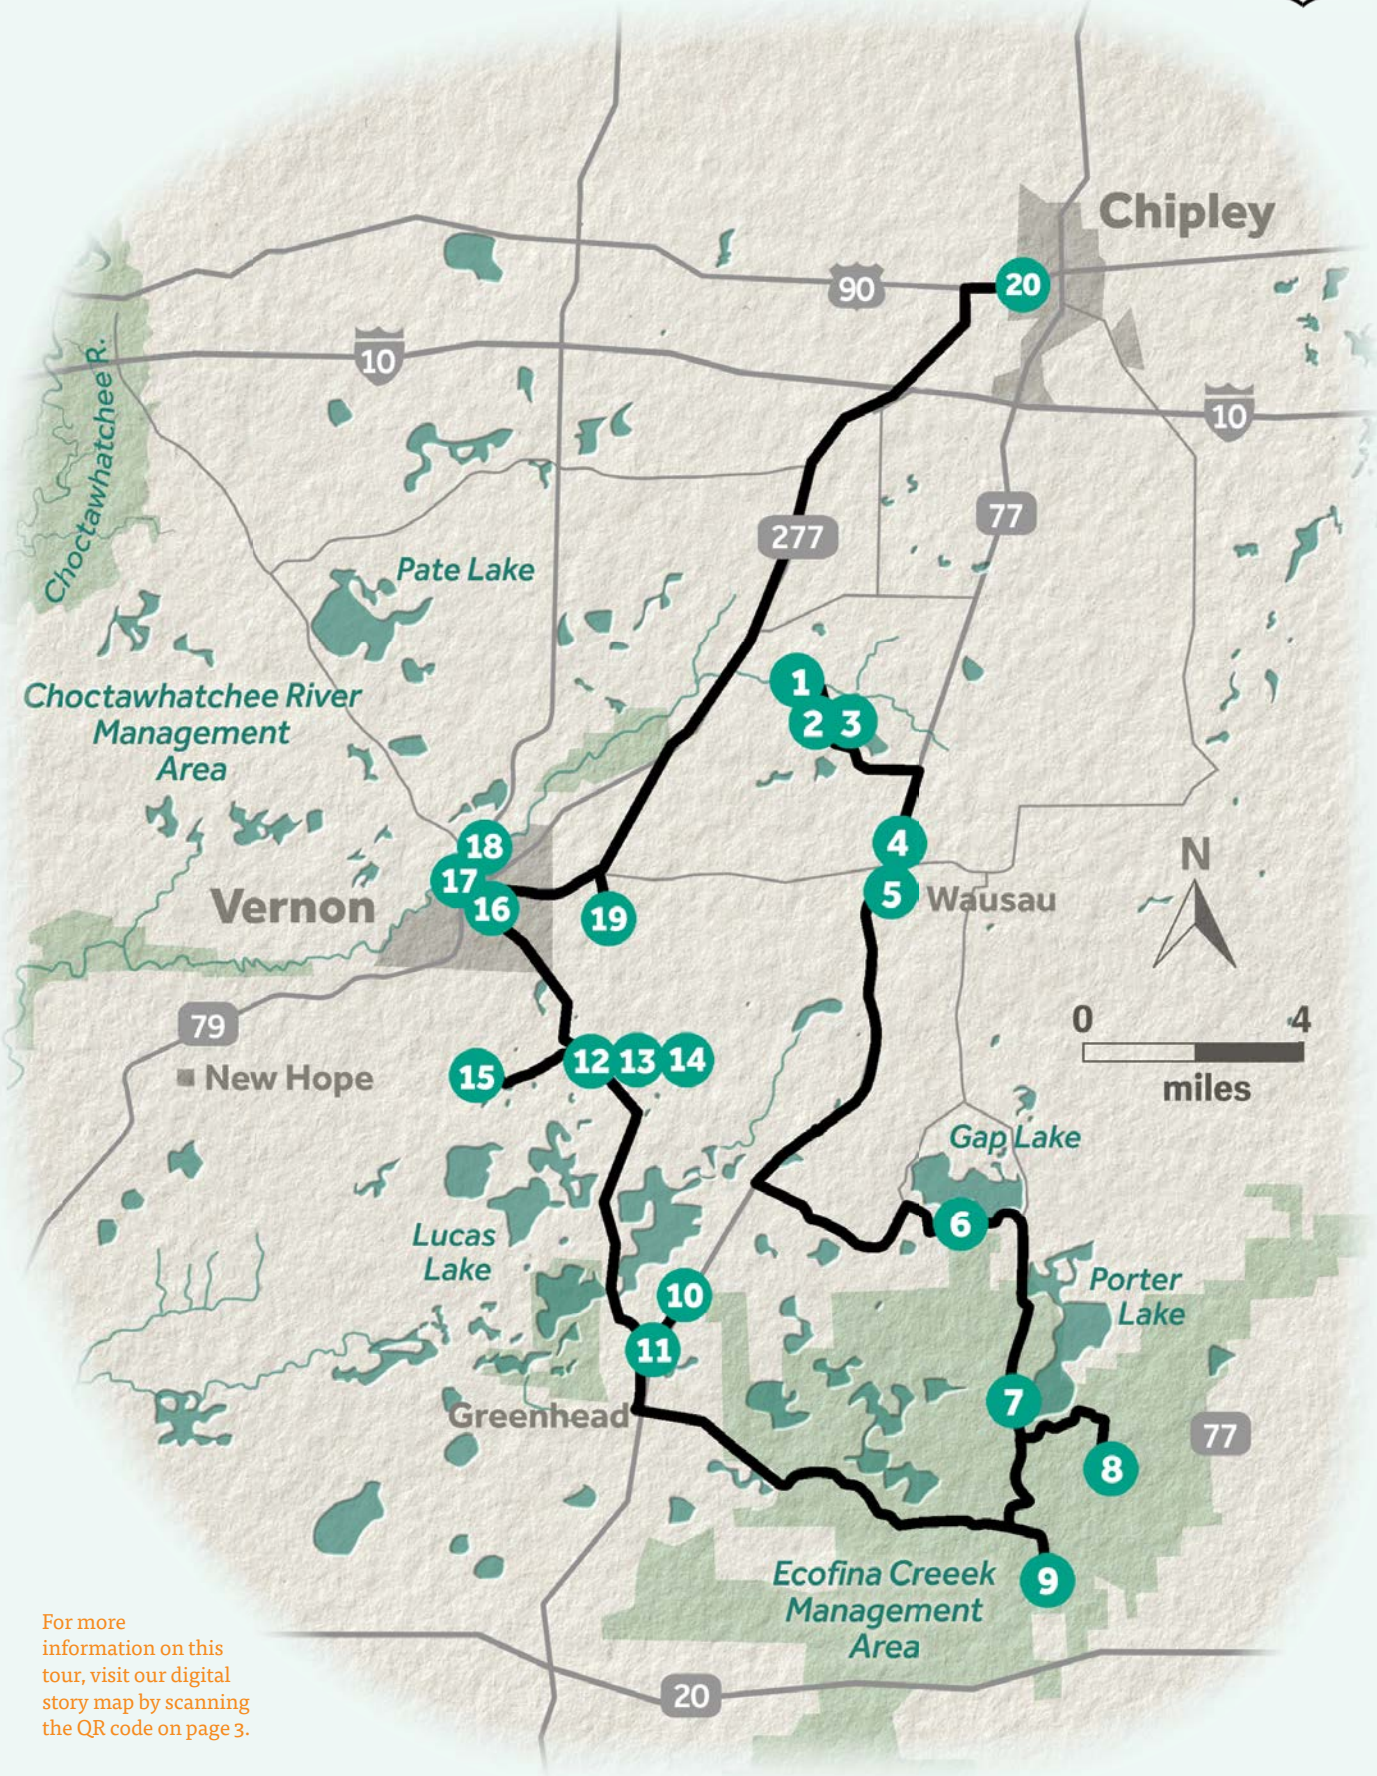 Chipley
20
90
10
10
Choctawhatchee R.
77
277
Pate Lake
1
2
3
Choctawhatchee River
Management
Area
4
18
17
16
Vernon
5
Wausau
19
N
79
0
4
miles
New Hope
15
12
13
14
Gap Lake
6
Lucas
Lake
Porter
Lake
10
11
7
Greenhead
77
8
Ecofina Creeek
Management
Area
9
20
For more
information on this
tour, visit our digital
story map by scanning
the QR code on page 3.